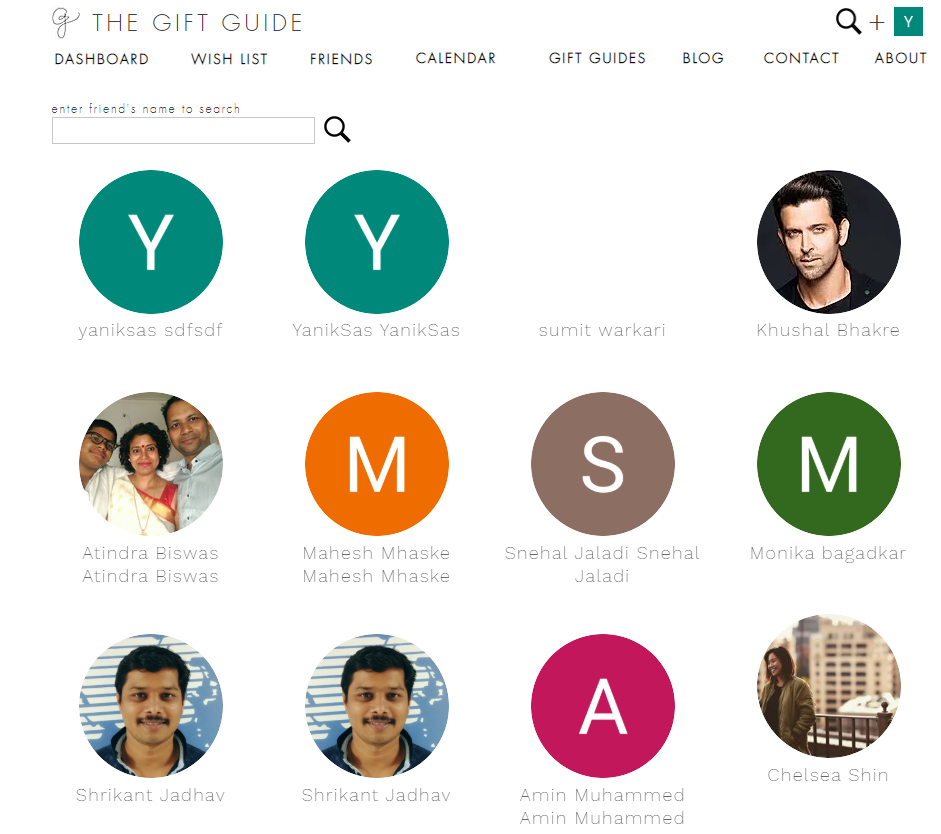 THE GIFT GUIDE
Y
DASHBOARD WISH LIST FRIENDS CALENDAR GIFT GUIDES BLOG CONTACT ABOUT
enter friend's name to search
Y Y
yaniksas sdfsdf YanikSas YanikSas sumit warkari Khushal Bhakre
M S M
Atindra Biswas Mahesh Mhaske Snehal Jaladi Snehal Monika bagadkar
Atindra Biswas Mahesh Mhaske Jaladi
A
Chelsea Shin
Shrikant Jadhav Shrikant Jadhav Amin Muhammed
Amin Muhammed